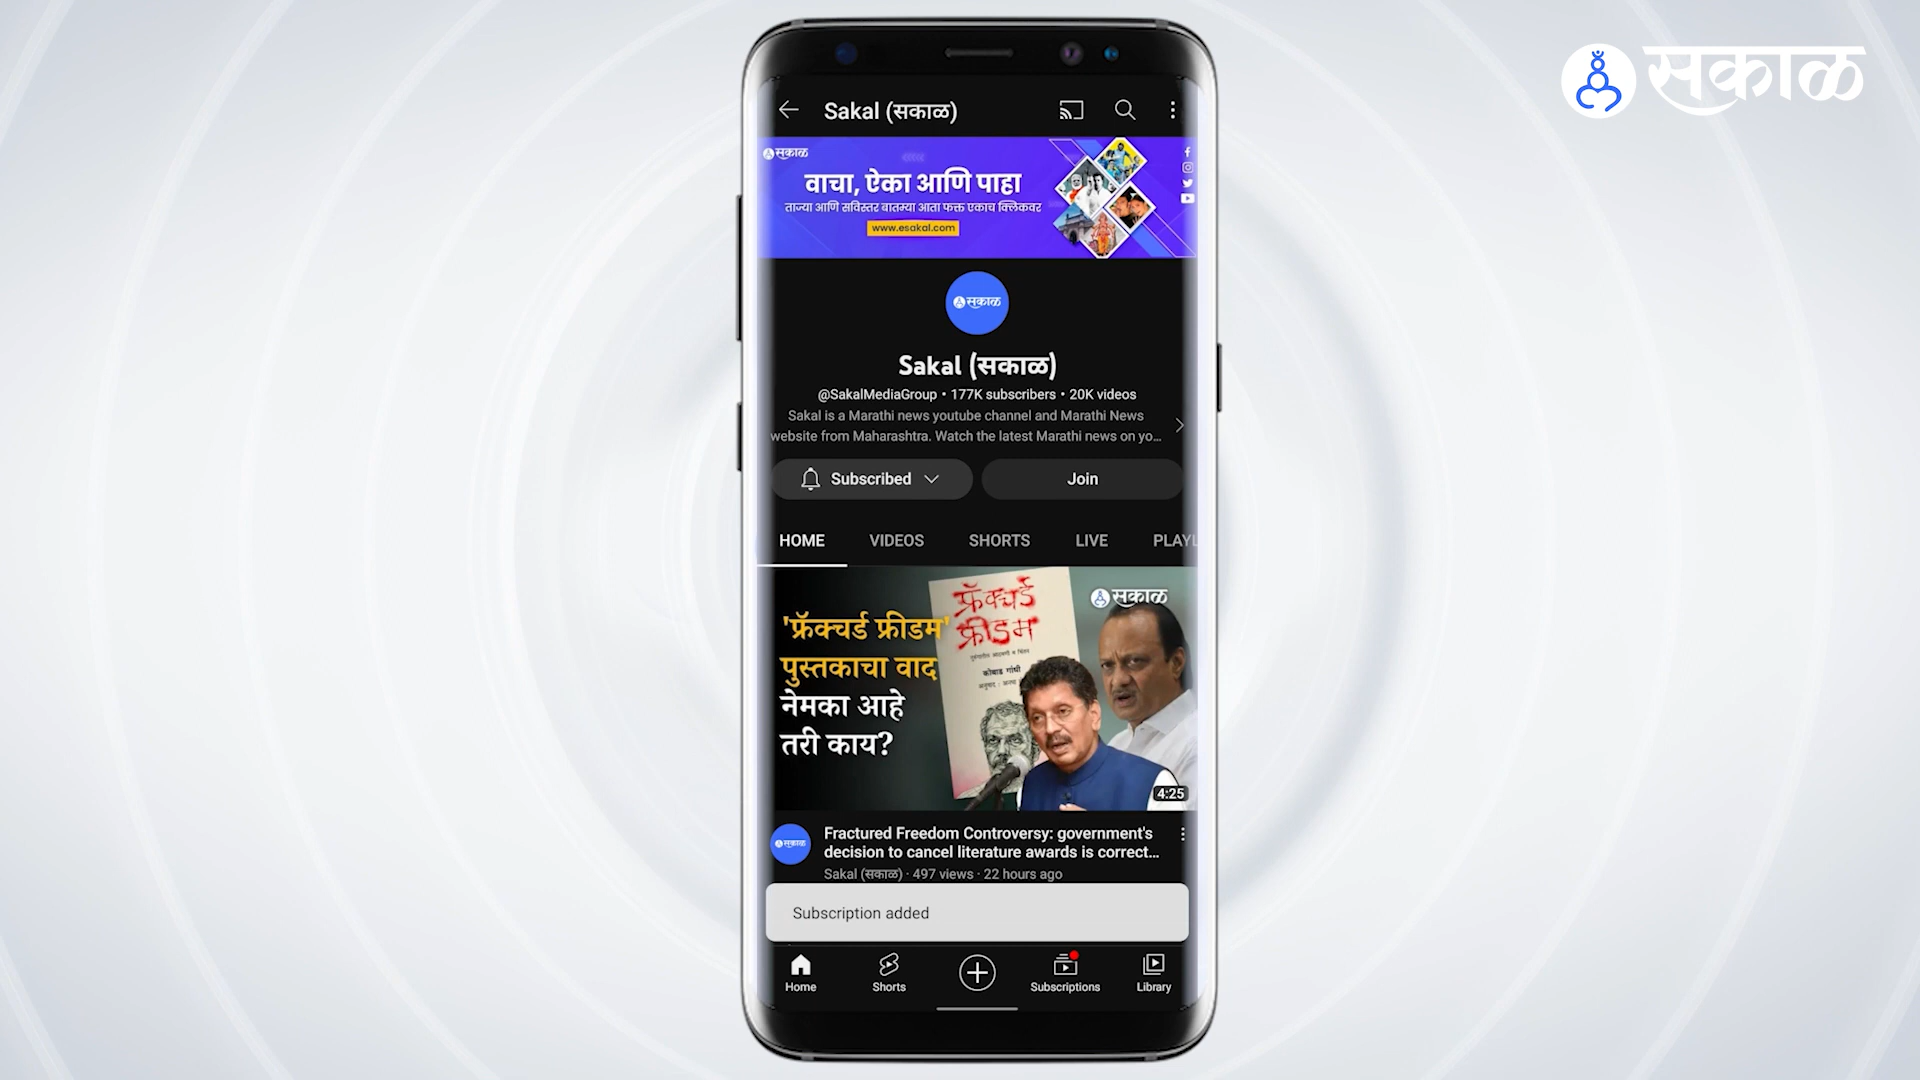 सकाळ
Sakal (सकाळ)
सकाळ
वाचा, ऐका आणि पाहा
ताज्या आणि सविस्तर बातम्या आता फक्त एकाच क्लिकवर
www.esakal.com
सकाळ
Sakal (सकाळ)
@SakalMediaGroup • 177K subscribers • 20K videos
Sakal is a Marathi news youtube channel and Marathi News
website from Maharashtra. Watch the latest Marathi news on yo...
Subscribed
Join
HOME VIDEOS SHORTS LIVE PLAYL
सकाळ
'फ्रॅक्चर्ड फ्रीडम'
पुस्तकाचा वाद
नेमका आहे
तरी काय?
फ्रॅक्चर्ड
फ्रीडम
कोबाड गांधी
4:25
सकाळ
Fractured Freedom Controversy: government's
decision to cancel literature awards is correct...
Sakal (सकाळ) · 497 views · 22 hours ago
Subscription added
Home Shorts Subscriptions Library